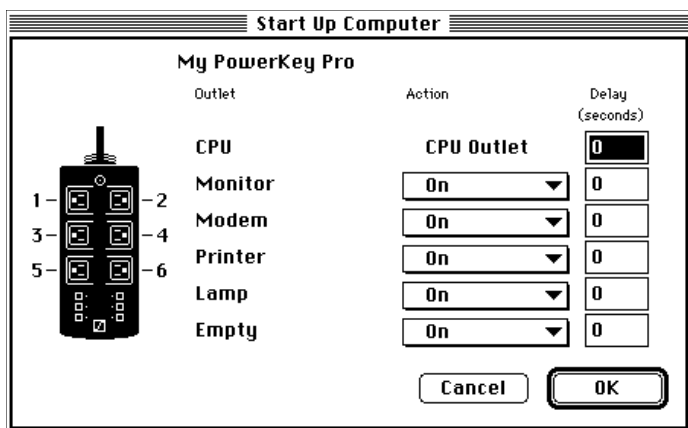 Start Up Computer
My PowerKey Pro
Outlet Action Delay
(seconds)
CPU CPU Outlet 0
Monitor On 0
Modem On 0
Printer On 0
Lamp On 0
Empty On 0
1 2
3 4
5 6
Cancel OK